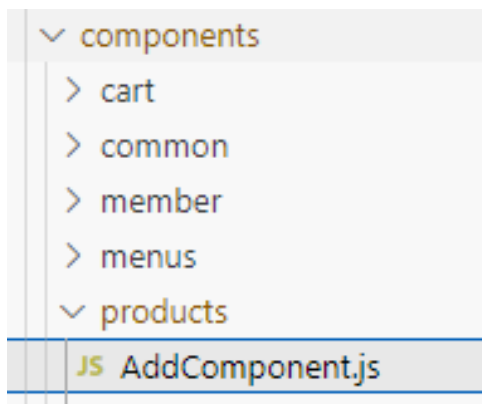 components
cart
common
member
menus
products
JS AddComponent.js